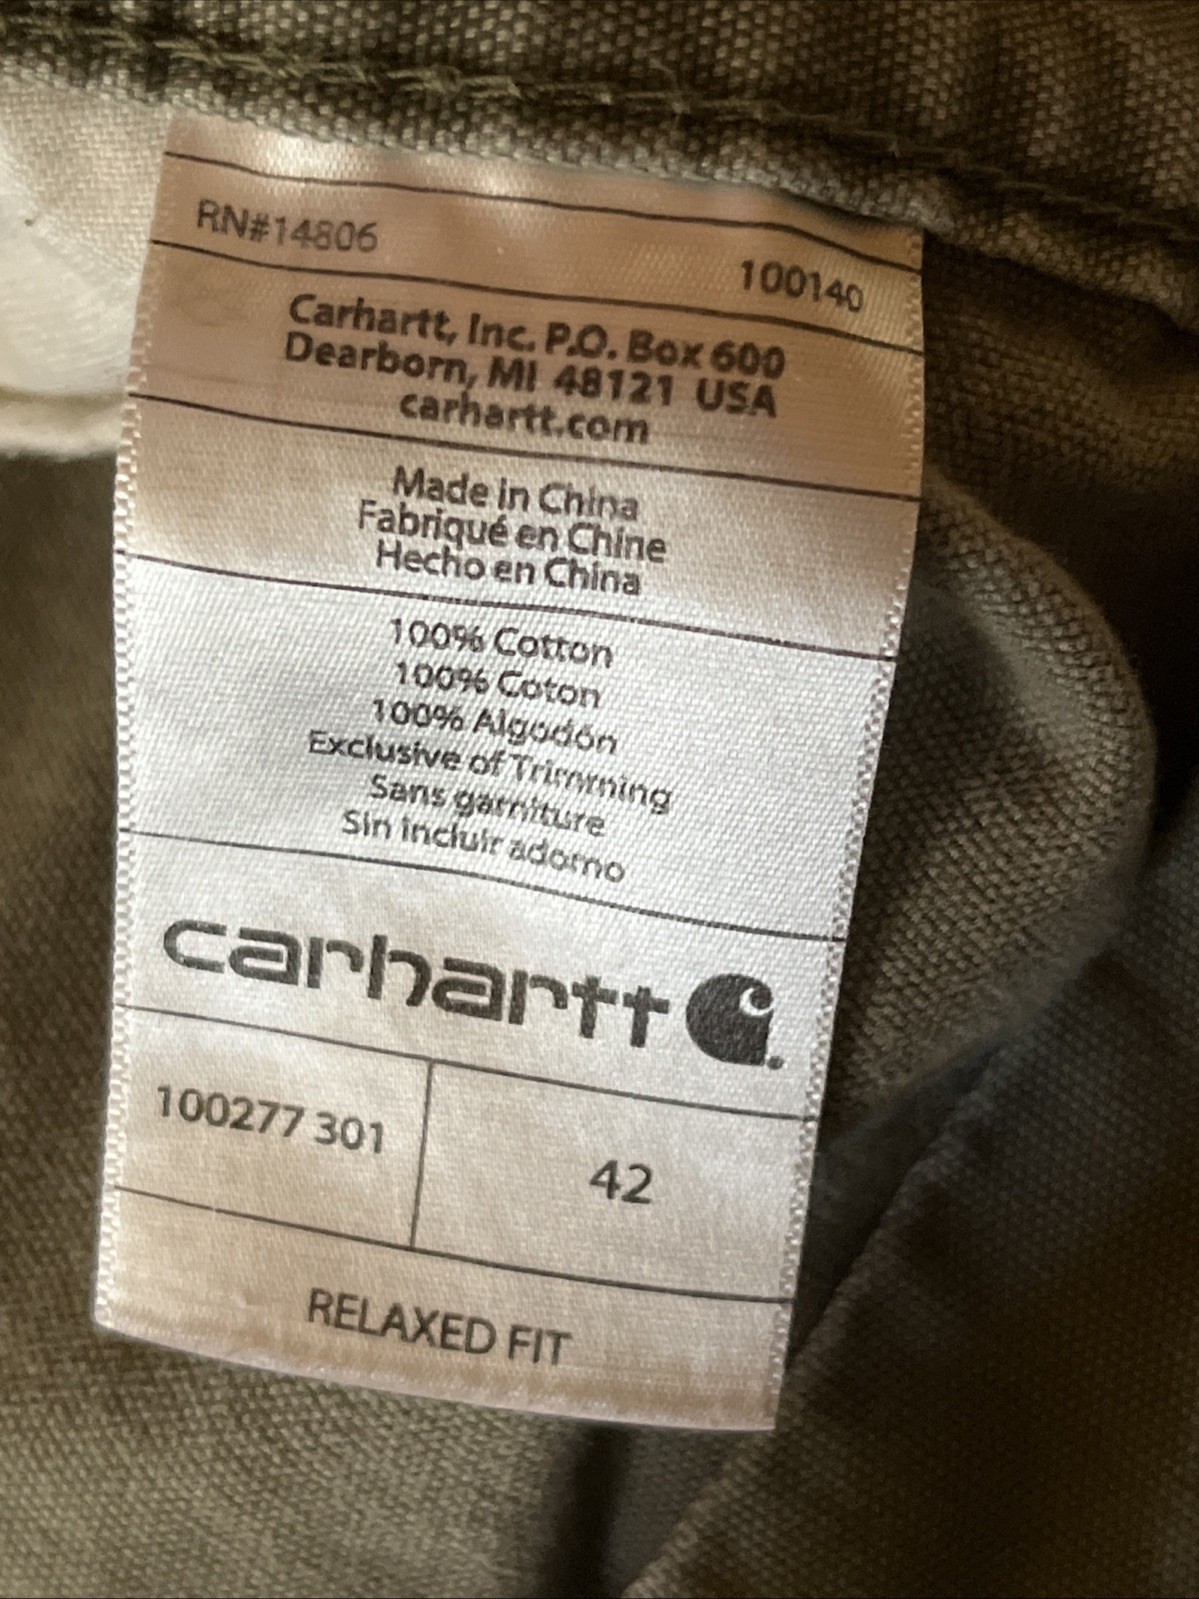 RN#14806
100140
Carhartt, Inc. P.O. Box 600
Dearborn, MI 48121 USA
carhartt.com
Made in China
Fabriqué en Chine
Hecho en China
100% Cotton
100% Coton
100% Algodón
Exclusive of Trimming
Sans garniture
Sin incluir adorno
carhartt
100277 301
42
RELAXED FIT